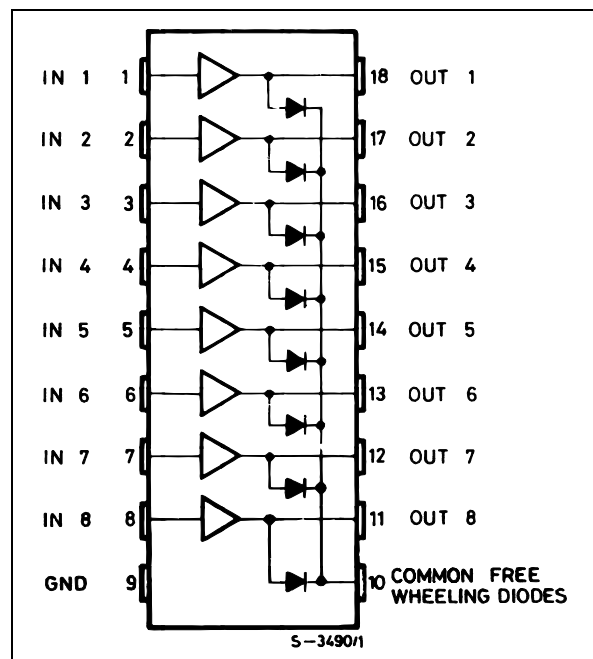 IN 1 1 18 OUT 1
IN 2 2 17 OUT 2
IN 3 3 16 OUT 3
IN 4 4 15 OUT 4
IN 5 5 14 OUT 5
IN 6 6 13 OUT 6
IN 7 7 12 OUT 7
IN 8 8 11 OUT 8
GND 9 10 COMMON FREE
WHEELING DIODES
S-3490/1